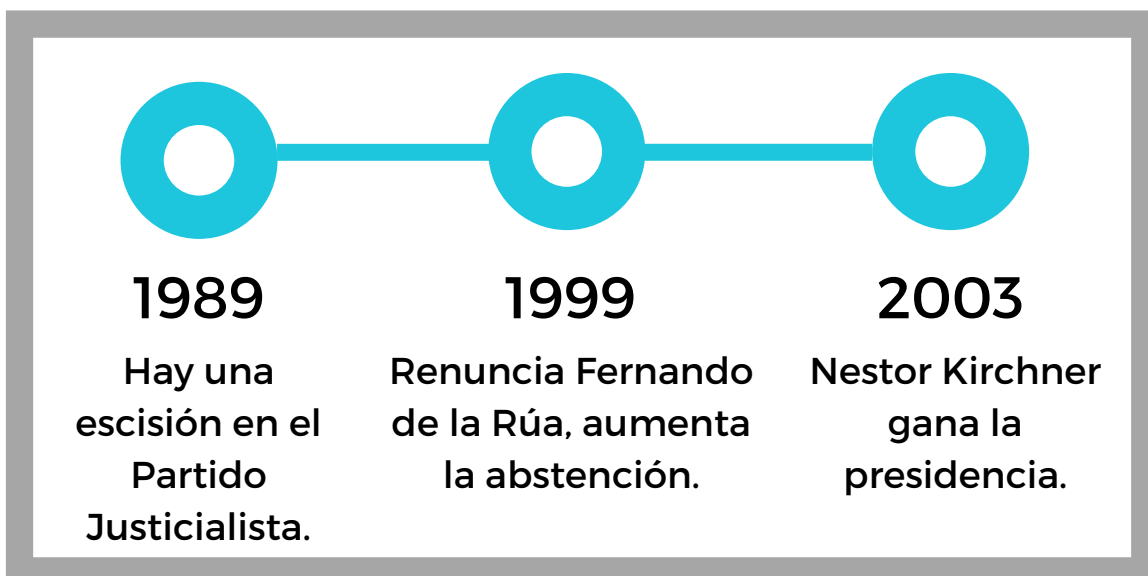 1989
Hay una
escisión en el
Partido
Justicialista.
1999
Renuncia Fernando
de la Rúa, aumenta
la abstención.
2003
Nestor Kirchner
gana la
presidencia.